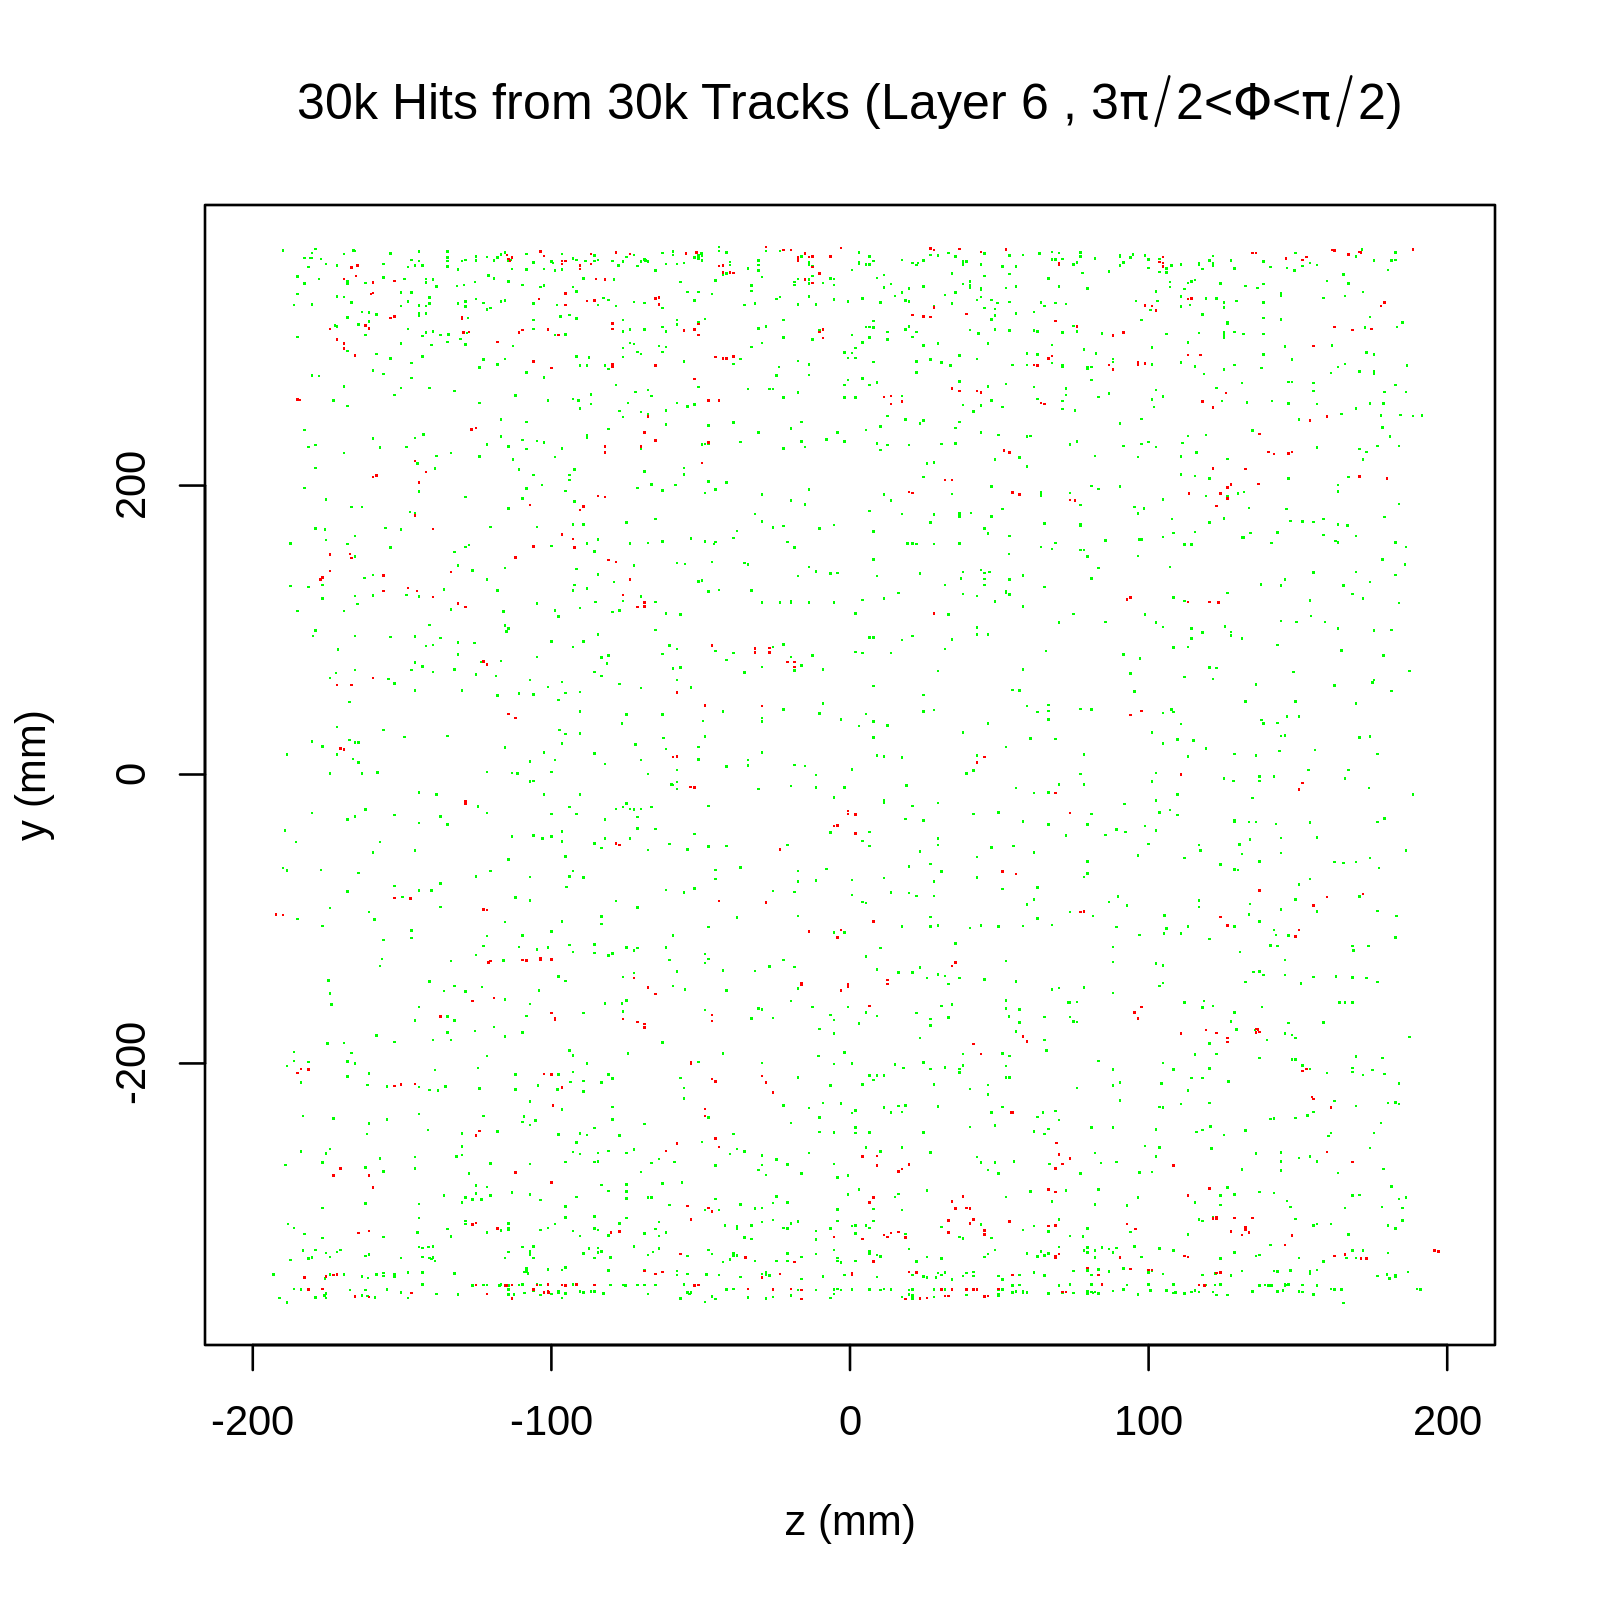 30k Hits from 30k Tracks (Layer 6 , 3π/2<Φ<π/2)
200
0
-200
y (mm)
-200 -100 0 100 200
z (mm)